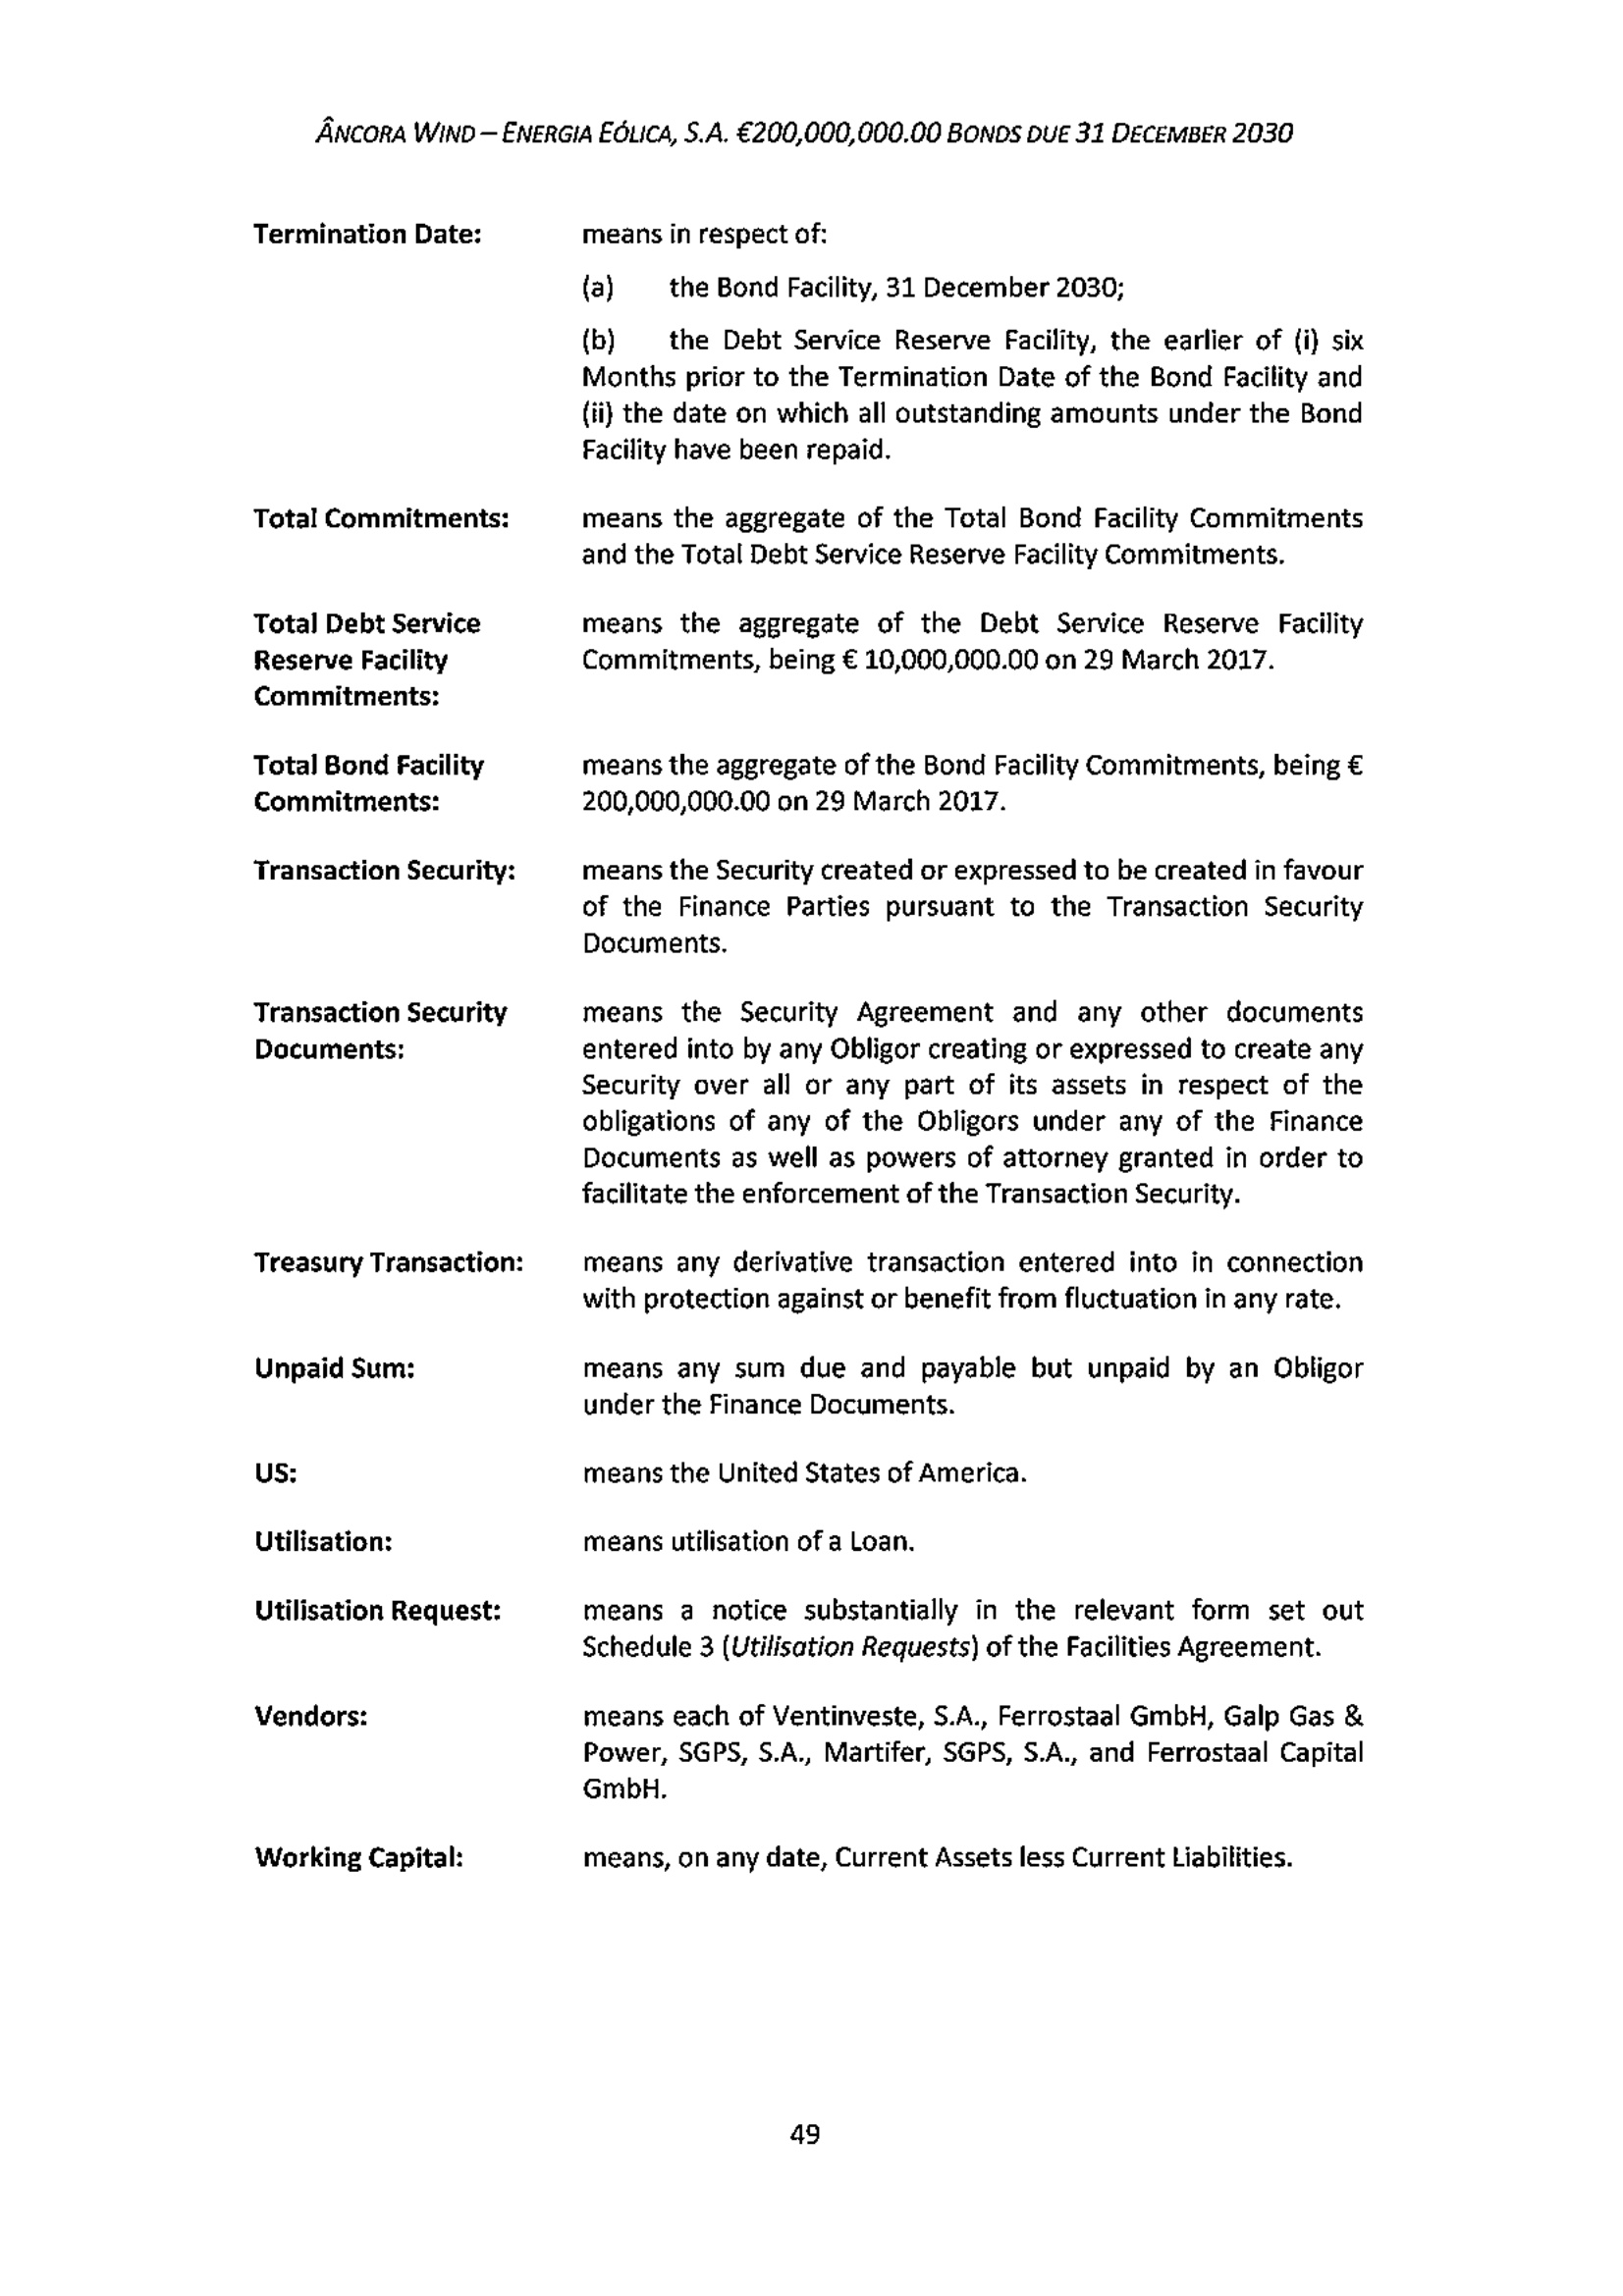 ÂNCORA WIND – ENERGIA EÓLICA, S.A. €200,000,000.00 BONDS DUE 31 DECEMBER 2030
Termination Date: means in respect of:
(a) the Bond Facility, 31 December 2030;
(b) the Debt Service Reserve Facility, the earlier of (i) six
Months prior to the Termination Date of the Bond Facility and
(ii) the date on which all outstanding amounts under the Bond
Facility have been repaid.
Total Commitments: means the aggregate of the Total Bond Facility Commitments
and the Total Debt Service Reserve Facility Commitments.
Total Debt Service means the aggregate of the Debt Service Reserve Facility
Reserve Facility Commitments, being € 10,000,000.00 on 29 March 2017.
Commitments:
Total Bond Facility means the aggregate of the Bond Facility Commitments, being €
Commitments: 200,000,000.00 on 29 March 2017.
Transaction Security: means the Security created or expressed to be created in favour
of the Finance Parties pursuant to the Transaction Security
Documents.
Transaction Security means the Security Agreement and any other documents
Documents: entered into by any Obligor creating or expressed to create any
Security over all or any part of its assets in respect of the
obligations of any of the Obligors under any of the Finance
Documents as well as powers of attorney granted in order to
facilitate the enforcement of the Transaction Security.
Treasury Transaction: means any derivative transaction entered into in connection
with protection against or benefit from fluctuation in any rate.
Unpaid Sum: means any sum due and payable but unpaid by an Obligor
under the Finance Documents.
US: means the United States of America.
Utilisation: means utilisation of a Loan.
Utilisation Request: means a notice substantially in the relevant form set out
Schedule 3 (Utilisation Requests) of the Facilities Agreement.
Vendors: means each of Ventinveste, S.A., Ferrostaal GmbH, Galp Gas &
Power, SGPS, S.A., Martifer, SGPS, S.A., and Ferrostaal Capital
GmbH.
Working Capital: means, on any date, Current Assets less Current Liabilities.
49